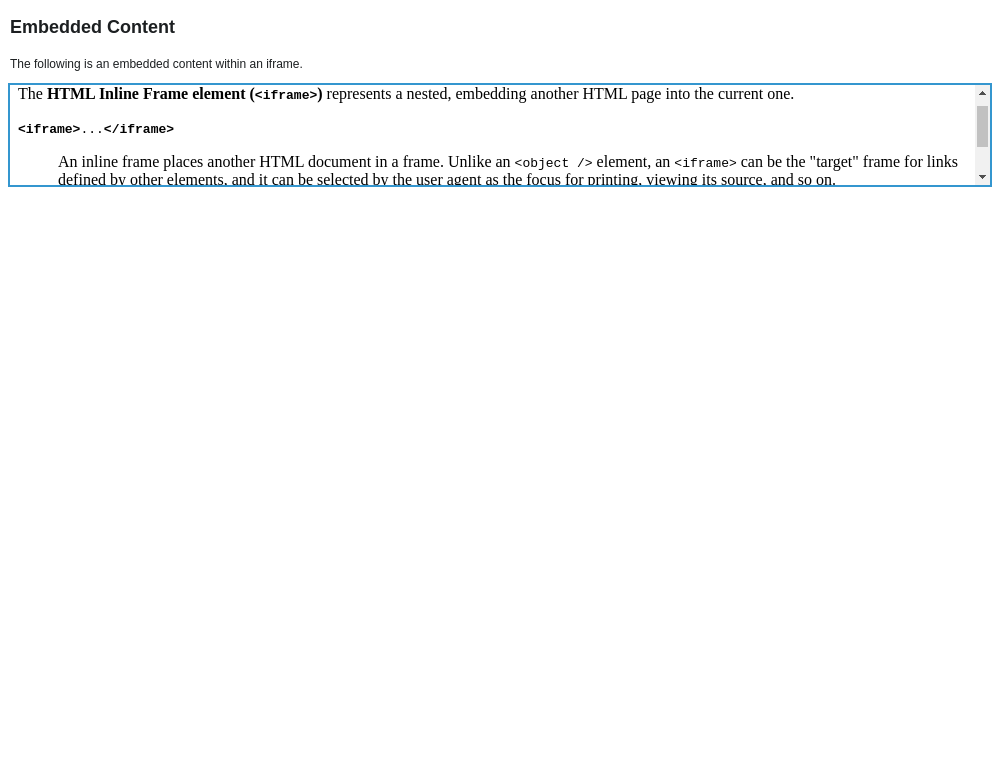 Embedded Content
The following is an embedded content within an iframe.
The HTML Inline Frame element (<iframe>) represents a nested, embedding another HTML page into the current one.
<iframe>...</iframe>
An inline frame places another HTML document in a frame. Unlike an <object /> element, an <iframe> can be the "target" frame for links
defined by other elements, and it can be selected by the user agent as the focus for printing, viewing its source, and so on.